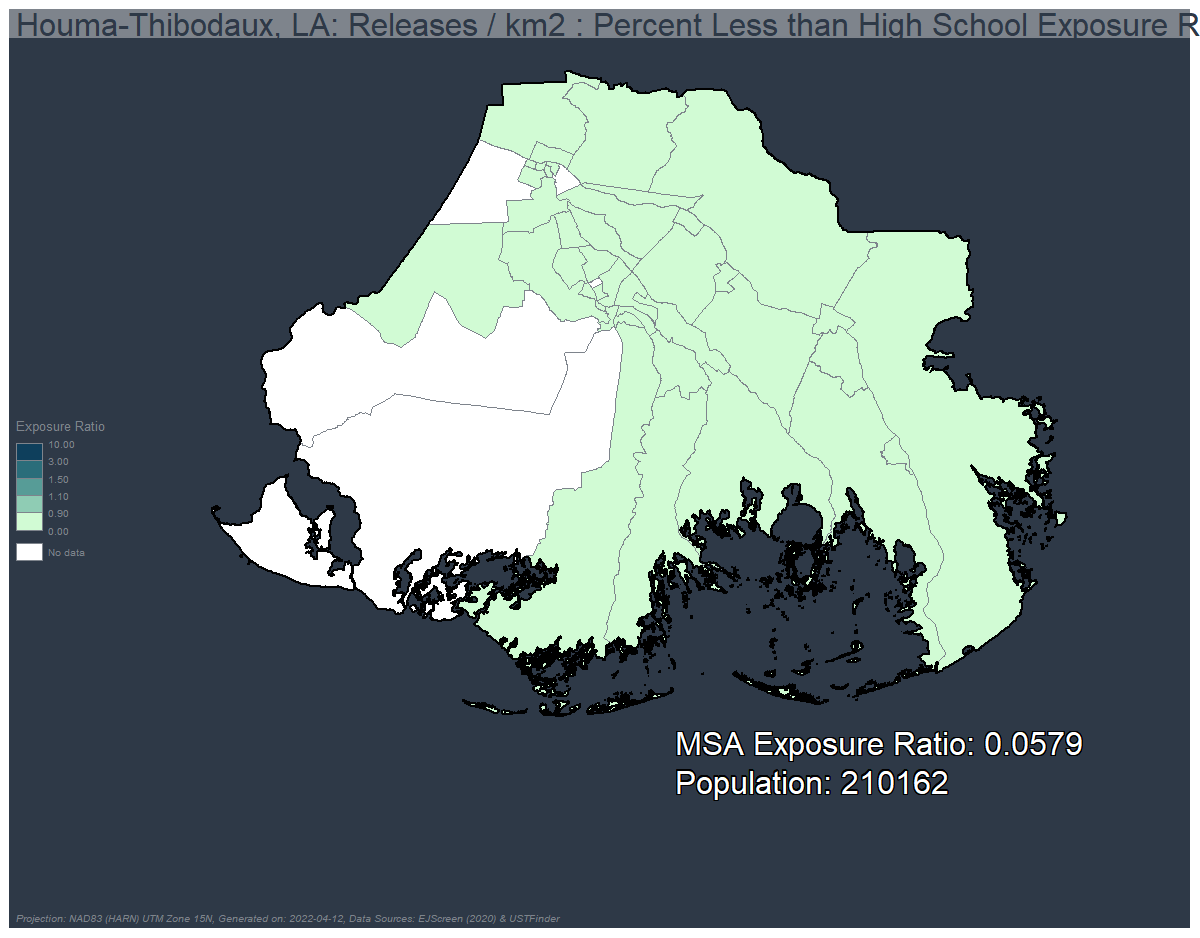 Houma-Thibodaux, LA: Releases / km2 : Percent Less than High School Exposure R
Exposure Ratio
10.00
3.00
1.50
1.10
0.90
0.00
No data
MSA Exposure Ratio: 0.0579
Population: 210162
Projection: NAD83 (HARN) UTM Zone 15N, Generated on: 2022-04-12, Data Sources: EJScreen (2020) & USTFinder